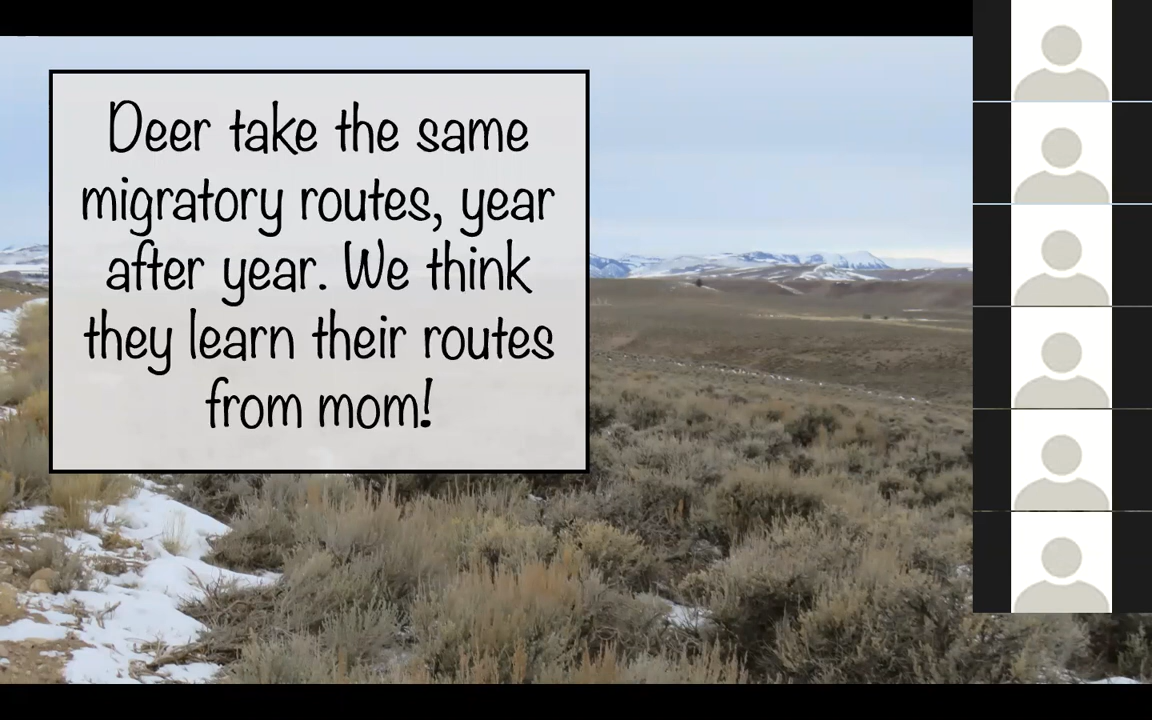 Deer take the same
migratory routes, year
after year. We think
they learn their routes
from mom!